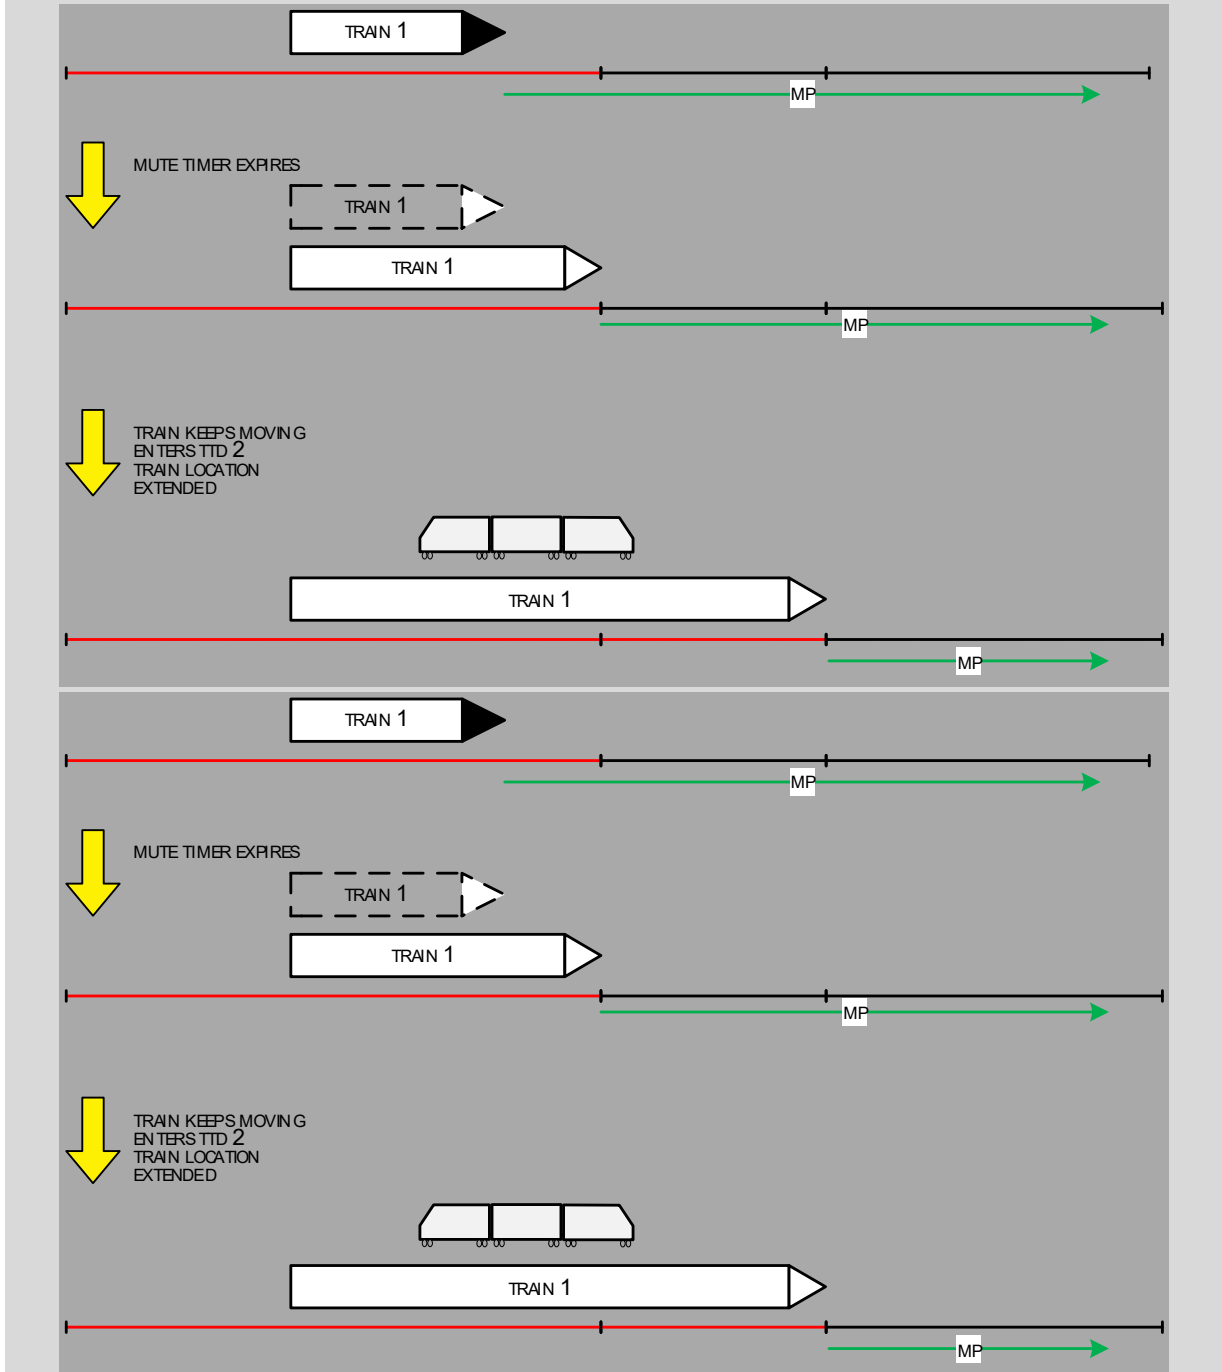 TRAIN 1
MP
MUTE TIMER EXPIRES
TRAIN 1
TRAIN 1
MP
TRAIN KEEPS MOVING
ENTERS TTD 2
TRAIN LOCATION
EXTENDED
TRAIN 1
MP
TRAIN 1
MP
MUTE TIMER EXPIRES
TRAIN 1
TRAIN 1
MP
TRAIN KEEPS MOVING
ENTERS TTD 2
TRAIN LOCATION
EXTENDED
TRAIN 1
MP